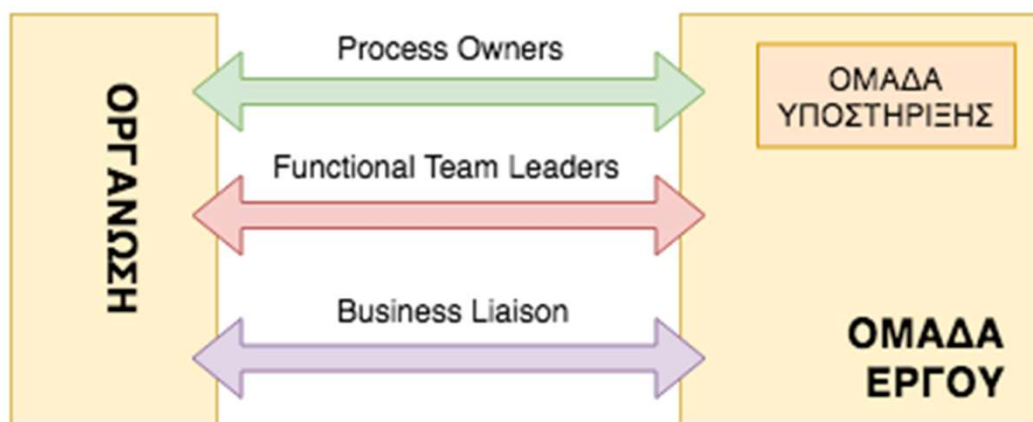 ΟΡΓΑΝΩΣΗ
Process Owners
Functional Team Leaders
Business Liaison
ΟΜΑΔΑ
ΥΠΟΣΤΗΡΙΞΗΣ
ΟΜΑΔΑ
ΕΡΓΟΥ